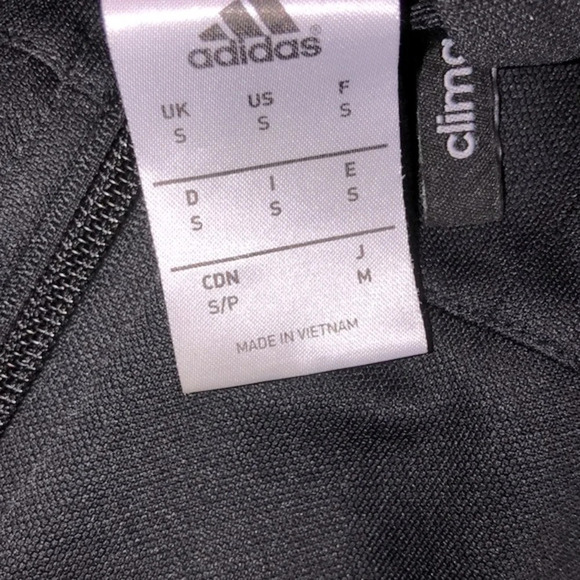 adidas
UK US F
S S S
D I E
S S S
CDN J
S/P M
MADE IN VIETNAM
clima